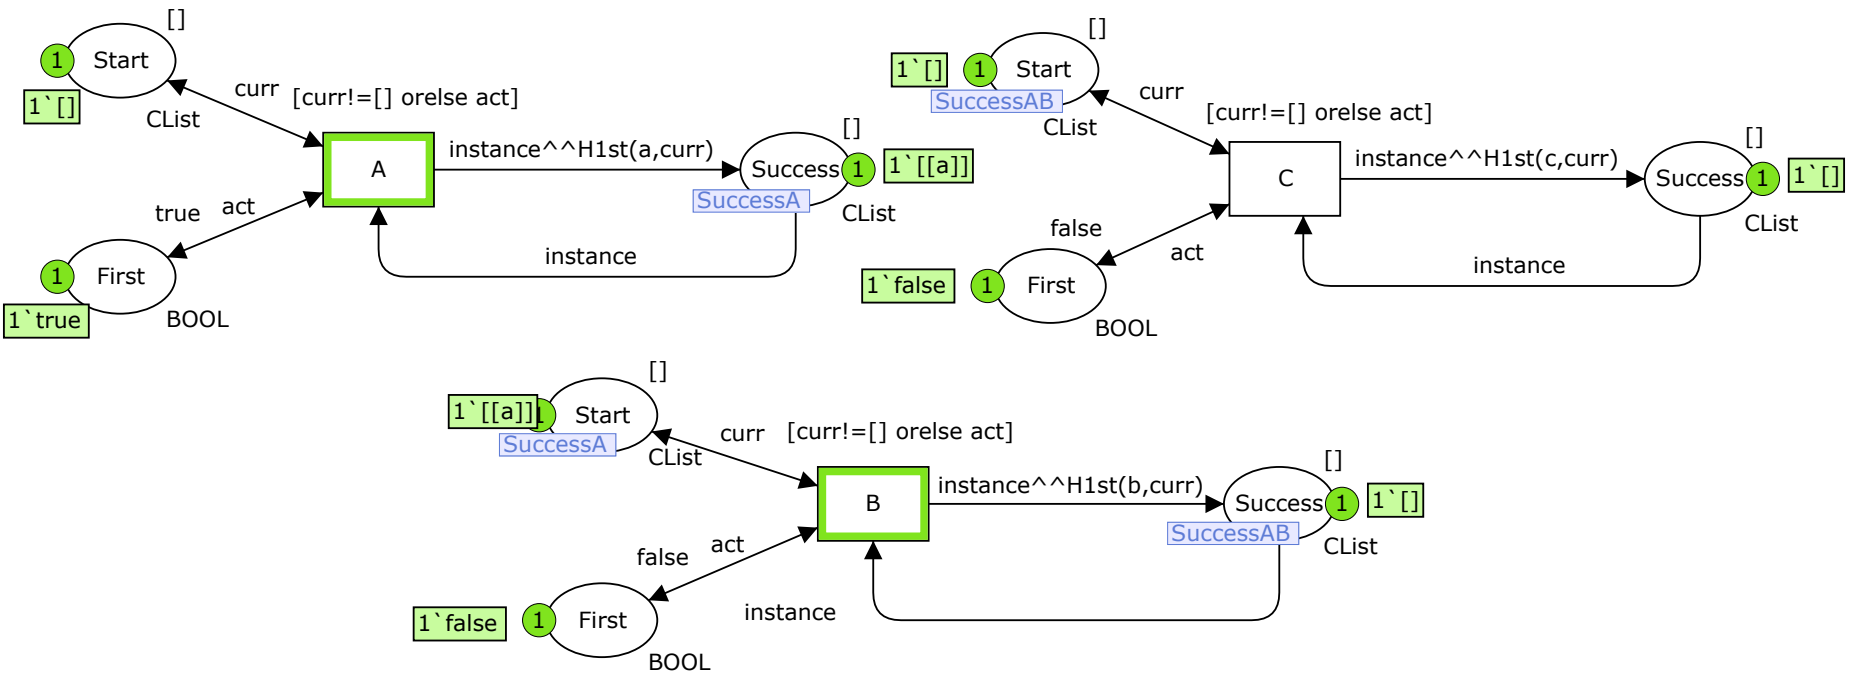 []
1
Start
1`[]
CList
curr
[curr!=[] orelse act]
A
instance^^H1st(a,curr)
[]
Success
1
1`[[a]]
SuccessA
CList
true
act
instance
1
First
1`true
BOOL
[]
1`[]
1
Start
SuccessAB
CList
curr
[curr!=[] orelse act]
C
instance^^H1st(c,curr)
[]
Success
1
1`[]
CList
false
act
instance
1`false
1
First
BOOL
[]
1`[[a]]
Start
SuccessA
CList
curr
[curr!=[] orelse act]
B
instance^^H1st(b,curr)
[]
Success
1
1`[]
SuccessAB
CList
false
act
instance
1`false
1
First
BOOL